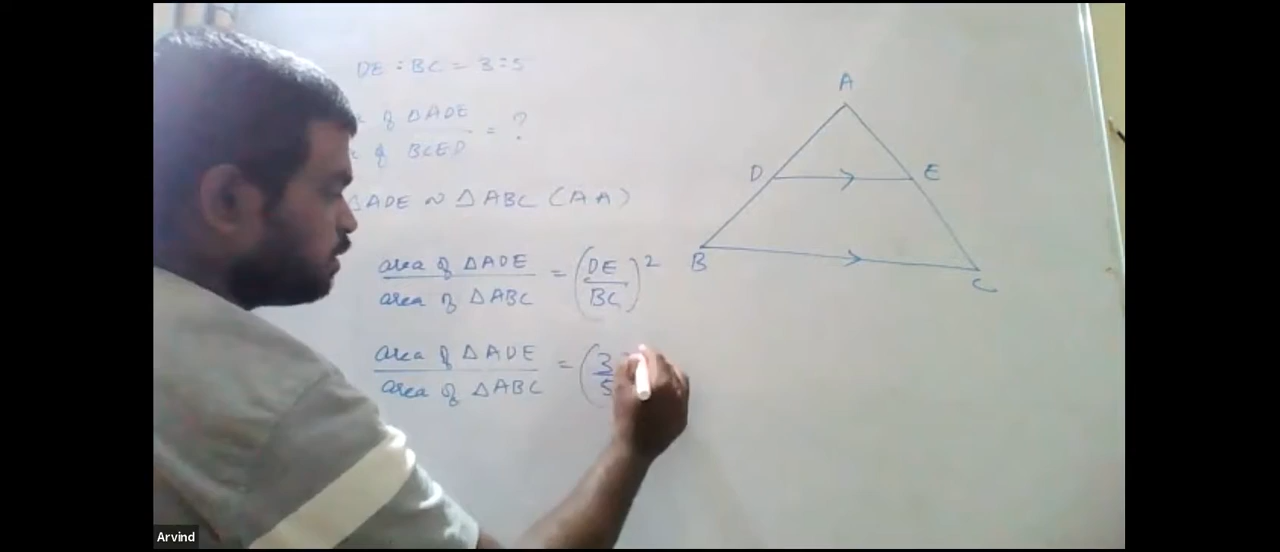 DE : BC = 3:5
of ΔADE
= ?
of BCED
ΔADE ~ ΔABC (AA)
area of ΔADE / area of ΔABC = (DE/BC)²
area of ΔADE / area of ΔABC = (3/5
A
D E
B C
Arvind